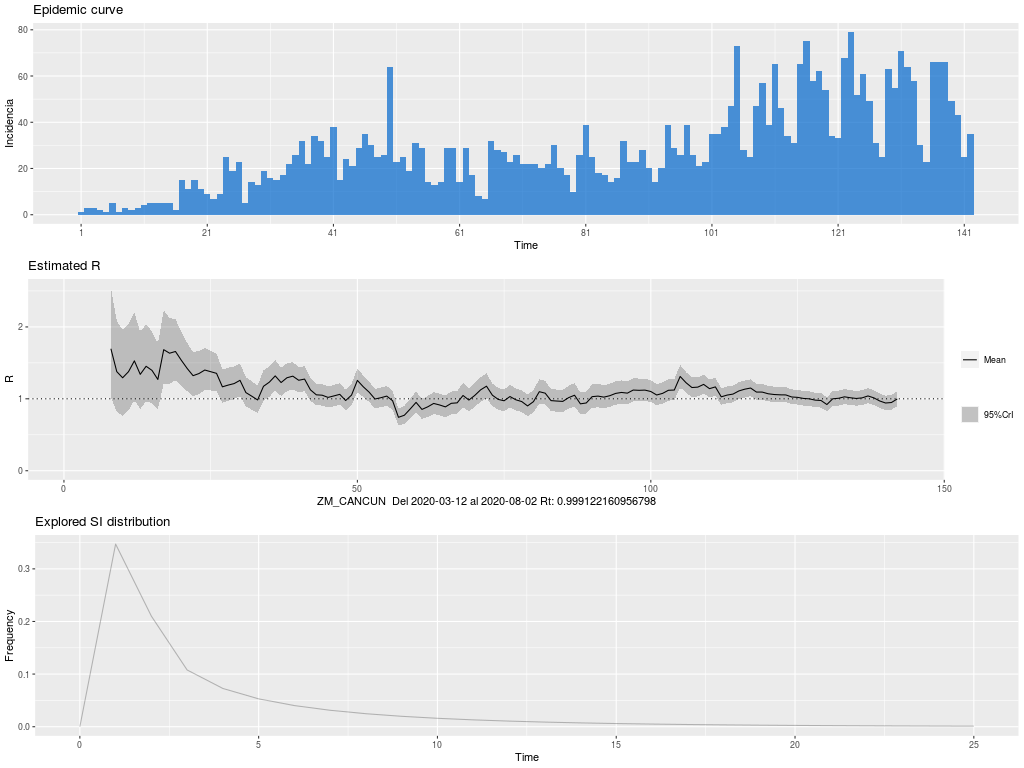 Epidemic curve
80
60
40
20
0
Incidencia
1 21 41 61 81 101 121 141
Time
Estimated R
2
1
0
R
Mean
95%CrI
0 50 100 150
ZM_CANCUN Del 2020-03-12 al 2020-08-02 Rt: 0.999122160956798
Explored SI distribution
0.3
0.2
0.1
0.0
Frequency
0 5 10 15 20 25
Time